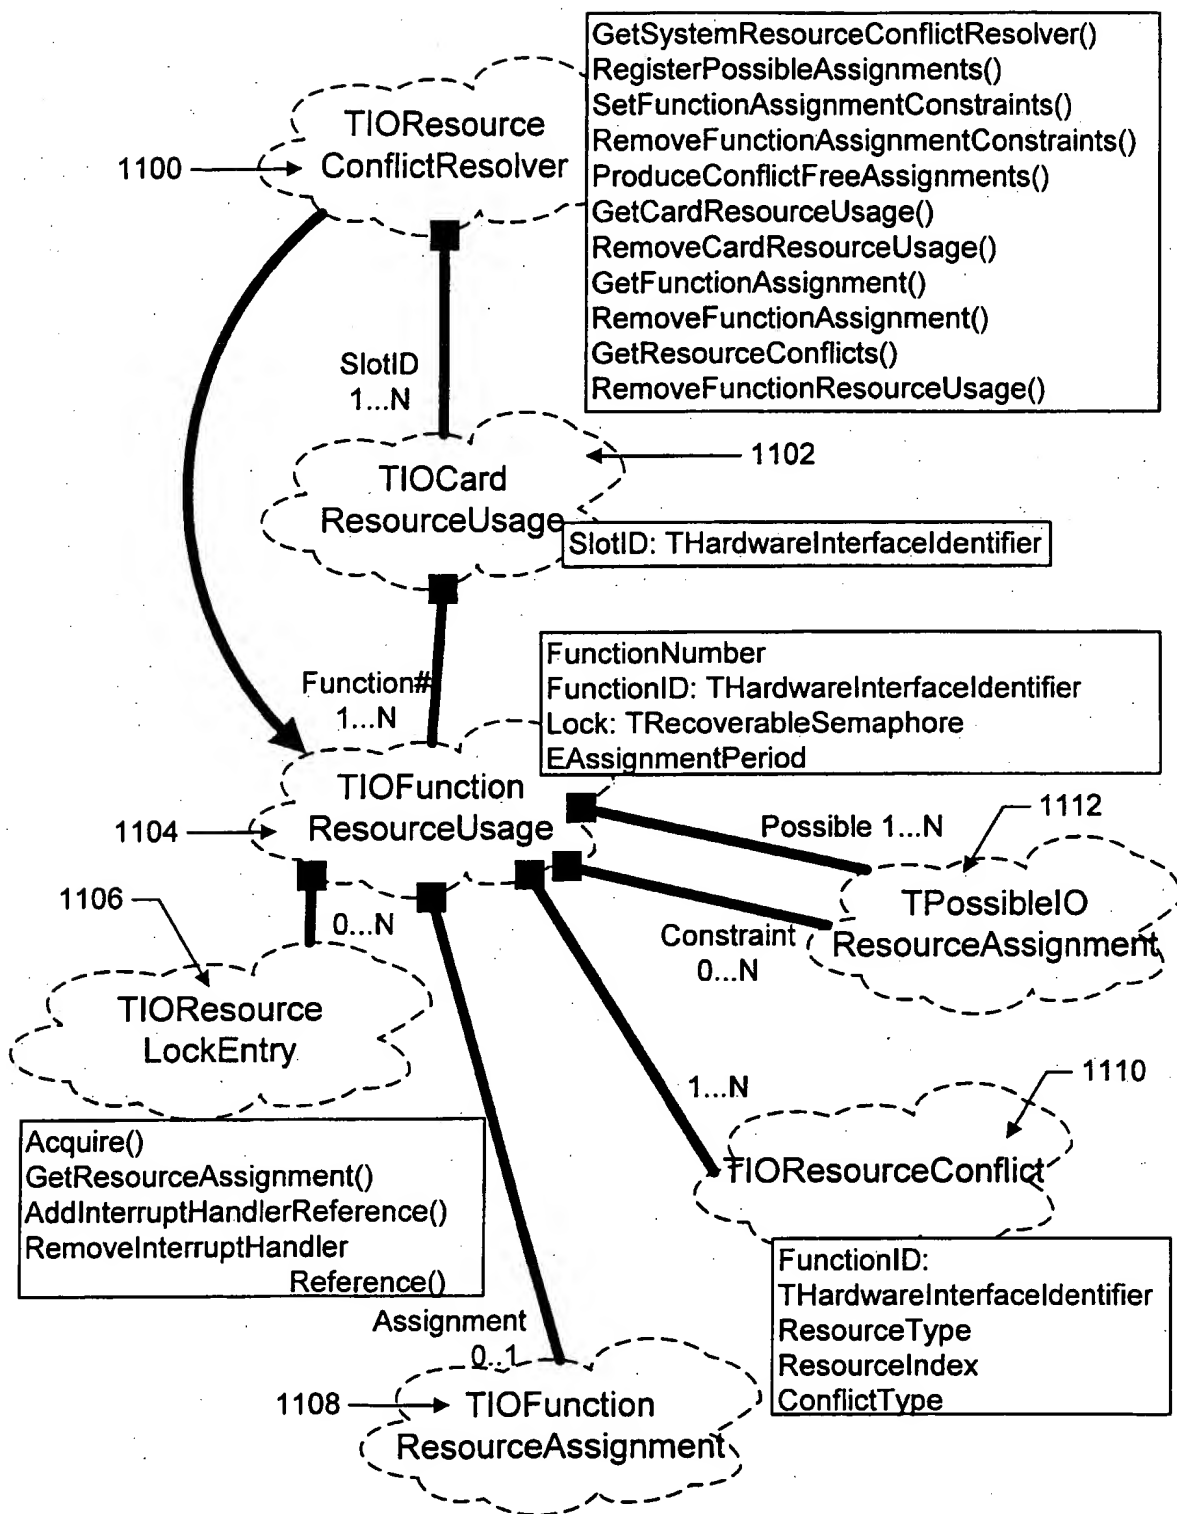 GetSystemResourceConflictResolver()
RegisterPossibleAssignments()
SetFunctionAssignmentConstraints()
RemoveFunctionAssignmentConstraints()
ProduceConflictFreeAssignments()
GetCardResourceUsage()
RemoveCardResourceUsage()
GetFunctionAssignment()
RemoveFunctionAssignment()
GetResourceConflicts()
RemoveFunctionResourceUsage()
TIOResource
ConflictResolver
1100
SlotID
1...N
1102
TIOCard
ResourceUsage
SlotID: THardwareInterfaceIdentifier
Function#
1...N
FunctionNumber
FunctionID: THardwareInterfaceIdentifier
Lock: TRecoverableSemaphore
EAssignmentPeriod
TIOFunction
ResourceUsage
1104
Possible 1...N
1112
TPossibleIO
ResourceAssignment
Constraint
0...N
1106
0...N
TIOResource
LockEntry
1...N
1110
TIOResourceConflict
Acquire()
GetResourceAssignment()
AddInterruptHandlerReference()
RemoveInterruptHandler
Reference()
FunctionID:
THardwareInterfaceIdentifier
ResourceType
ResourceIndex
ConflictType
Assignment
0..1
1108
TIOFunction
ResourceAssignment